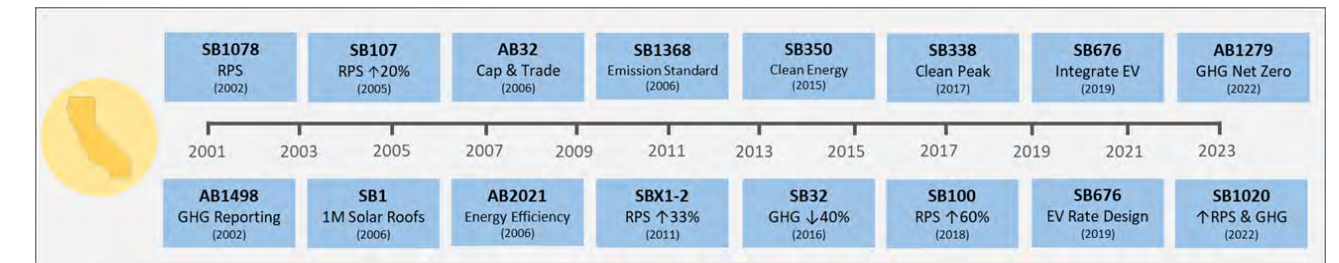 SB1078
RPS
(2002)
SB107
RPS ↑20%
(2005)
AB32
Cap & Trade
(2006)
SB1368
Emission Standard
(2006)
SB350
Clean Energy
(2015)
SB338
Clean Peak
(2017)
SB676
Integrate EV
(2019)
AB1279
GHG Net Zero
(2022)
2001 2003 2005 2007 2009 2011 2013 2015 2017 2019 2021 2023
AB1498
GHG Reporting
(2002)
SB1
1M Solar Roofs
(2006)
AB2021
Energy Efficiency
(2006)
SBX1-2
RPS ↑33%
(2011)
SB32
GHG ↓40%
(2016)
SB100
RPS ↑60%
(2018)
SB676
EV Rate Design
(2019)
SB1020
↑RPS & GHG
(2022)